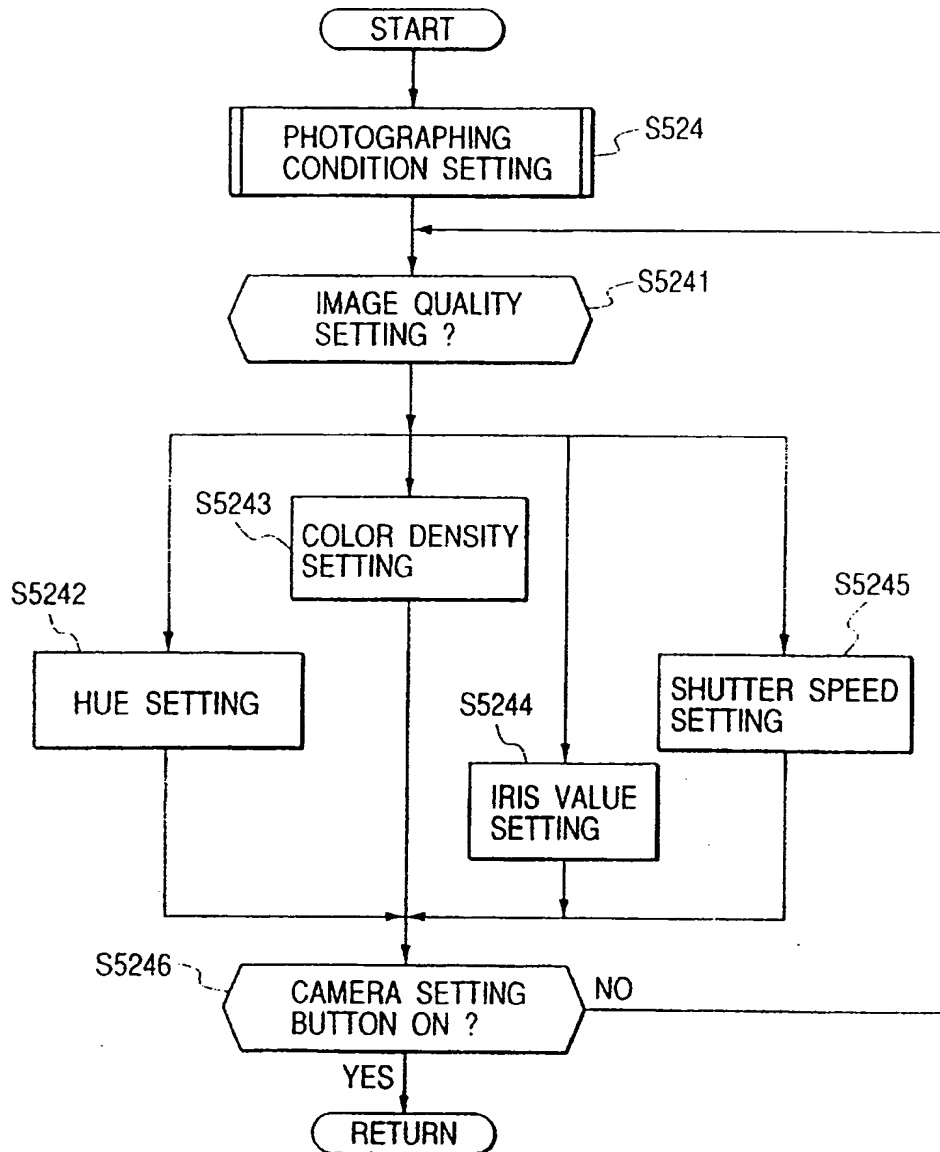 START
PHOTOGRAPHING
CONDITION SETTING
S524
IMAGE QUALITY
SETTING ?
S5241
S5243
COLOR DENSITY
SETTING
S5242
HUE SETTING
S5244
IRIS VALUE
SETTING
S5245
SHUTTER SPEED
SETTING
S5246
CAMERA SETTING
BUTTON ON ?
NO
YES
RETURN